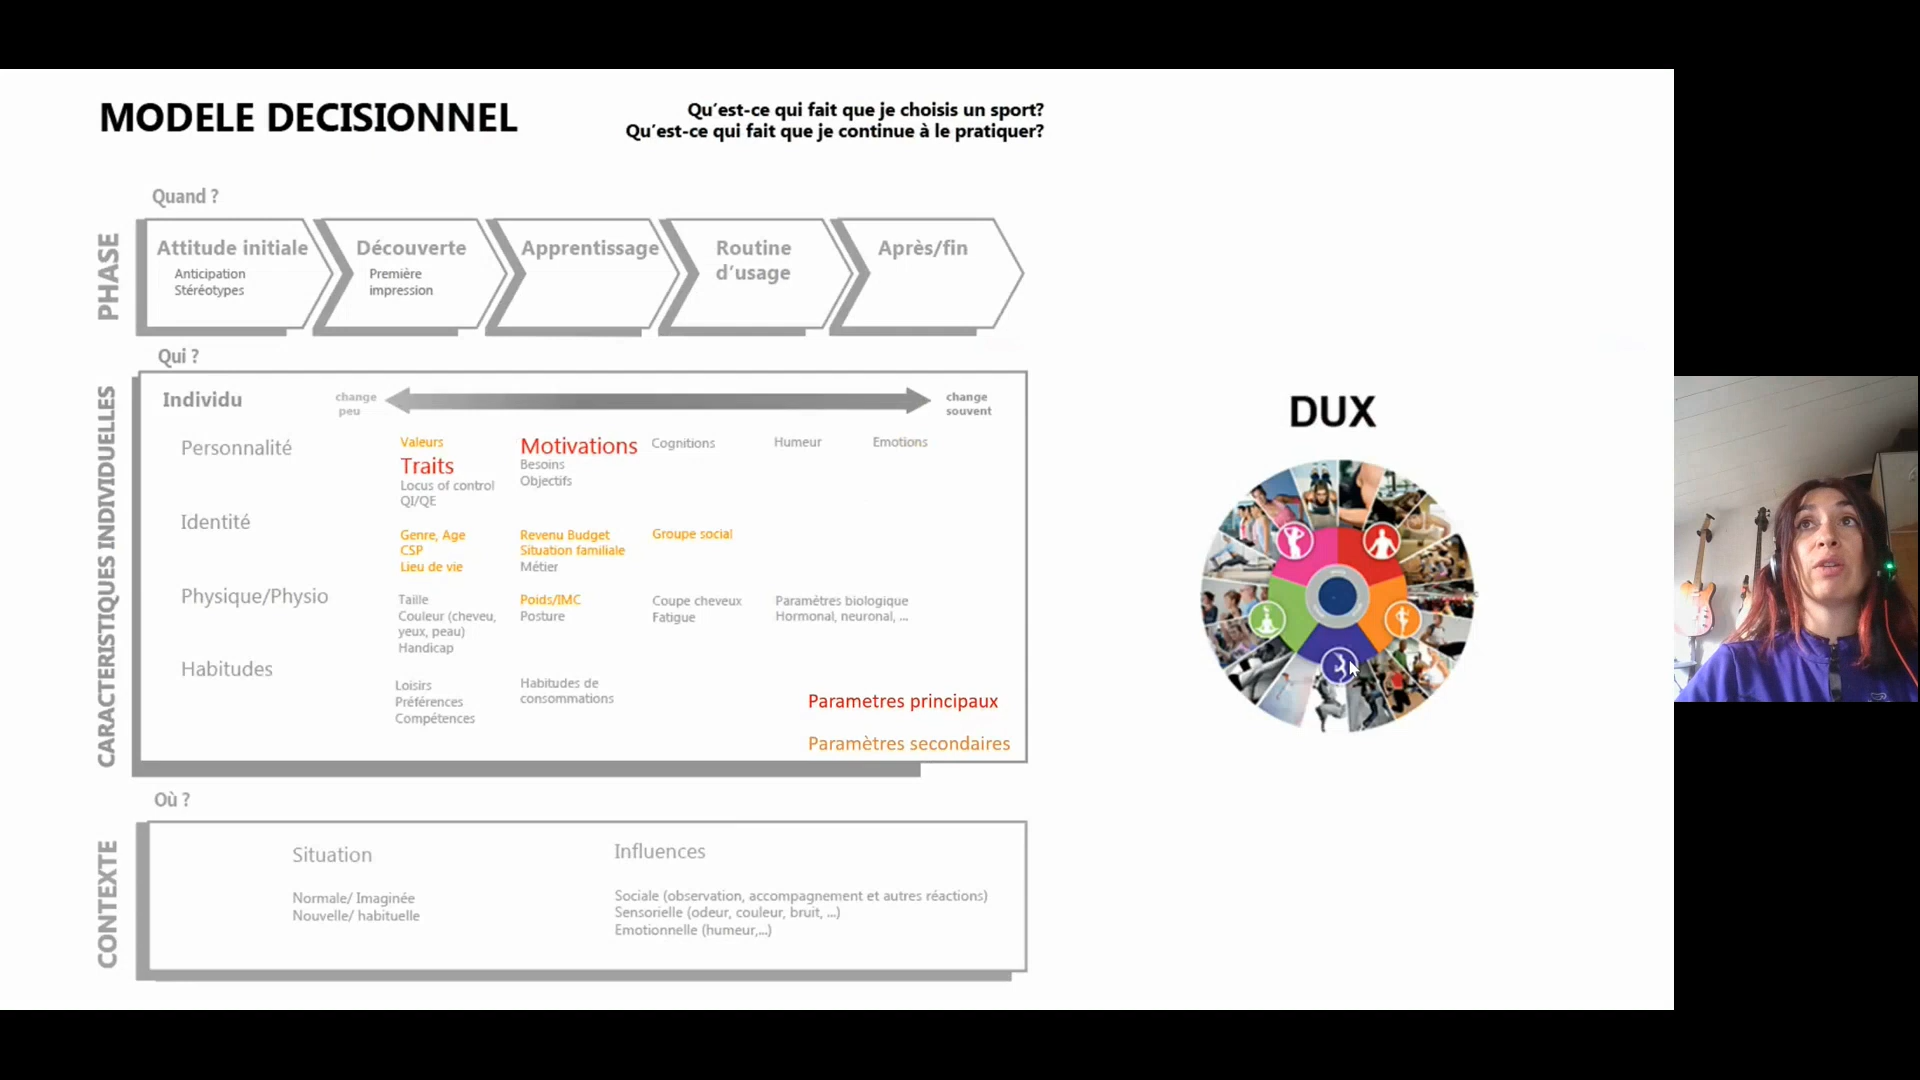 MODELE DECISIONNEL
Qu'est-ce qui fait que je choisis un sport?
Qu'est-ce qui fait que je continue à le pratiquer?
Quand ?
PHASE
Attitude initiale
Anticipation
Stéréotypes
Découverte
Première
impression
Apprentissage
Routine
d'usage
Après/fin
Qui ?
CARACTERISTIQUES INDIVIDUELLES
Individu
change
peu
change
souvent
Personnalité
Valeurs
Traits
Locus of control
QI/QE
Motivations
Besoins
Objectifs
Cognitions
Humeur
Emotions
Identité
Genre, Age
CSP
Lieu de vie
Revenu Budget
Situation familiale
Métier
Groupe social
Physique/Physio
Taille
Couleur (cheveu,
yeux, peau)
Handicap
Poids/IMC
Posture
Coupe cheveux
Fatigue
Paramètres biologique
Hormonal, neuronal, ...
Habitudes
Loisirs
Préférences
Compétences
Habitudes de
consommations
Parametres principaux
Paramètres secondaires
Où ?
CONTEXTE
Situation
Normale/ Imaginée
Nouvelle/ habituelle
Influences
Sociale (observation, accompagnement et autres réactions)
Sensorielle (odeur, couleur, bruit, ...)
Emotionnelle (humeur,...)
DUX